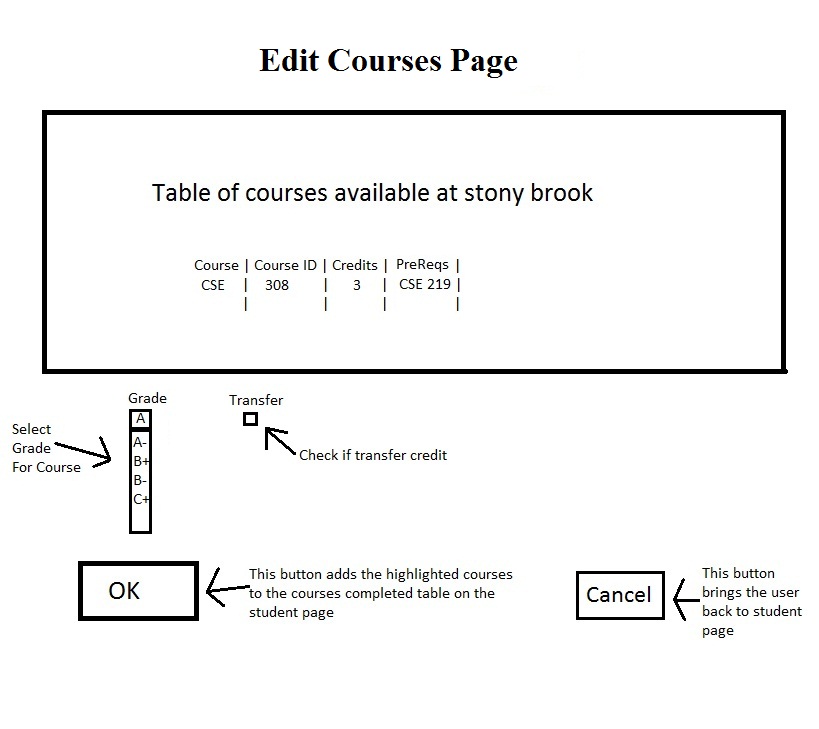 Edit Courses Page
Table of courses available at stony brook
Course | Course ID | Credits | PreReqs |
CSE | 308 | 3 | CSE 219 |
| | | |
Grade
A
A-
B+
B-
C+
Select
Grade
For Course
Transfer
Check if transfer credit
OK
This button adds the highlighted courses
to the courses completed table on the
student page
Cancel
This button
brings the user
back to student
page